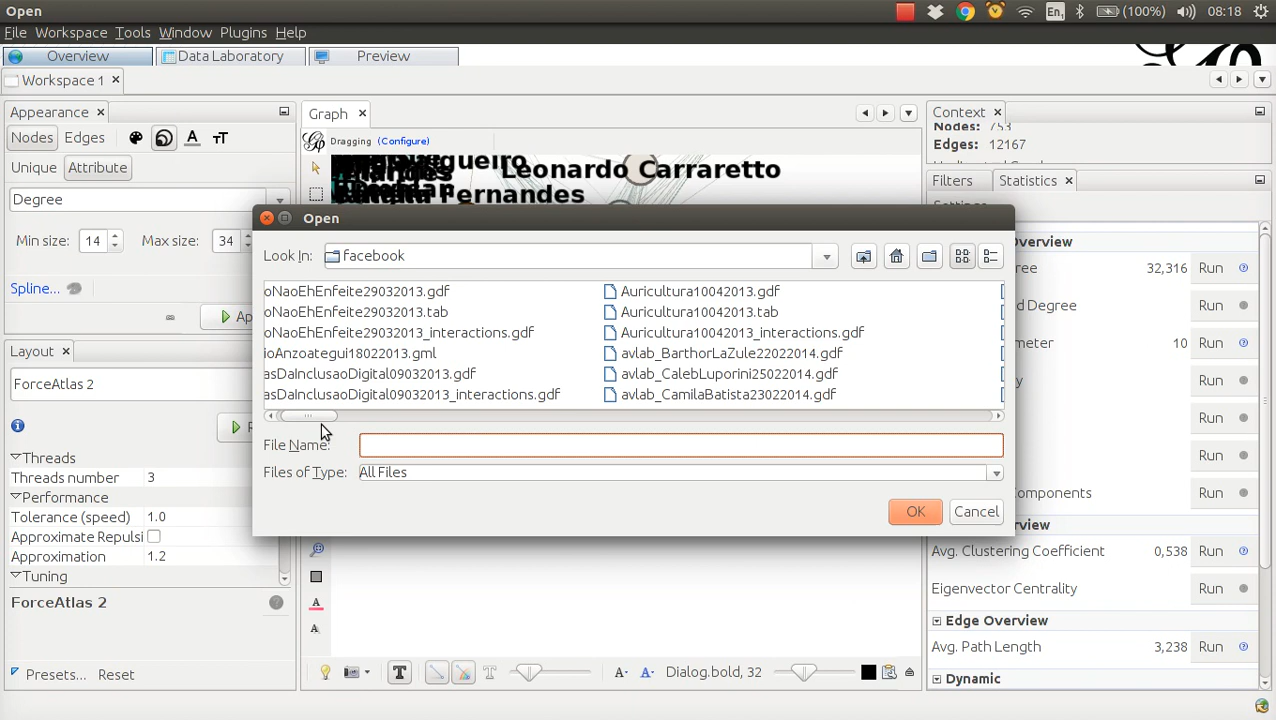 Open
(100%)
08:18
En1
File Workspace Tools Window Plugins Help
Overview
Data Laboratory
Preview
Workspace 1
Appearance
Nodes
Edges
Unique
Attribute
Degree
Min size: 14
Max size: 34
Spline...
Layout
ForceAtlas 2
Threads
Threads number 3
Performance
Tolerance (speed) 1.0
Approximate Repulsi
Approximation 1.2
Tuning
ForceAtlas 2
Presets... Reset
Graph
Dragging (Configure)
Leonardo Carraretto
Fernandes
Open
Look In: facebook
oNaoEhEnfeite29032013.gdf
oNaoEhEnfeite29032013.tab
oNaoEhEnfeite29032013_interactions.gdf
ioAnzoategui18022013.gml
asDaInclusaoDigital09032013.gdf
asDaInclusaoDigital09032013_interactions.gdf
Auricultura10042013.gdf
Auricultura10042013.tab
Auricultura10042013_interactions.gdf
avlab_BarthorLaZule22022014.gdf
avlab_CalebLuporini25022014.gdf
avlab_CamilaBatista23022014.gdf
File Name:
Files of Type: All Files
OK
Cancel
Dialog.bold, 32
Context
Nodes: 753
Edges: 12167
Filters
Statistics
Settings
Overview
32,316 Run
d Degree Run
meter 10 Run
Run
Run
Run
Components Run
Avg. Clustering Coefficient 0,538 Run
Eigenvector Centrality Run
Edge Overview
Avg. Path Length 3,238 Run
Dynamic